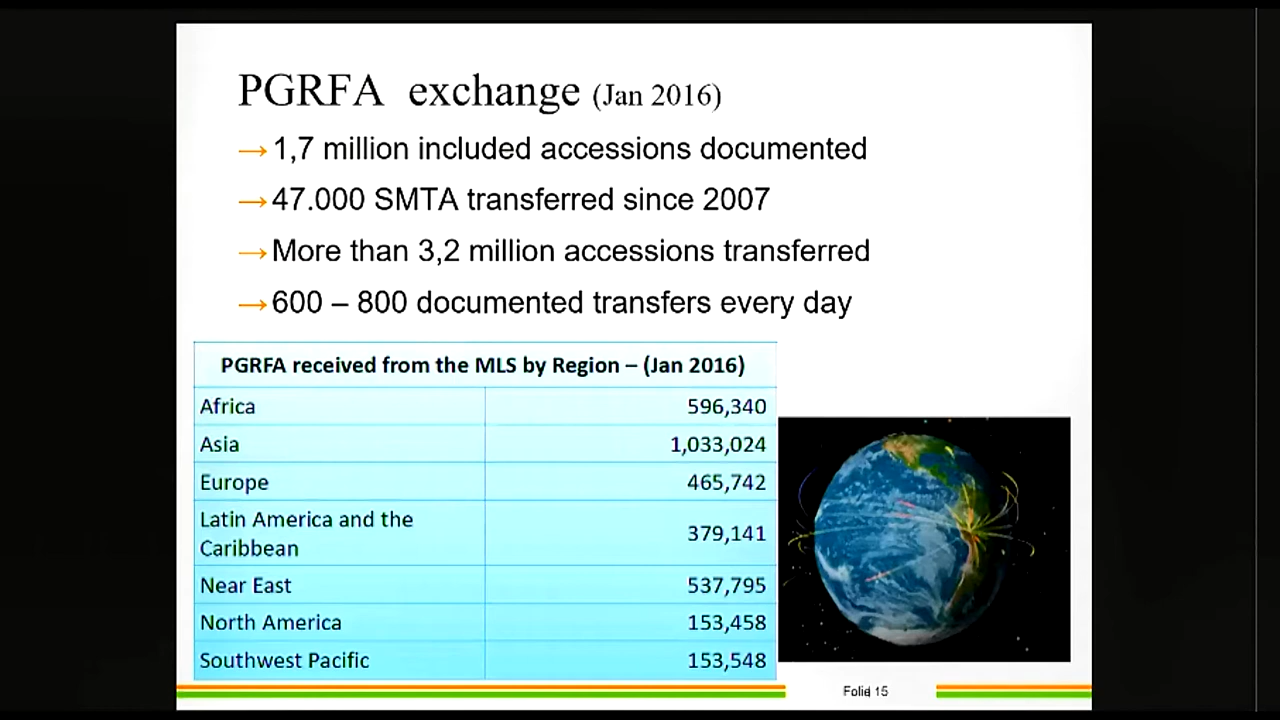 PGRFA exchange (Jan 2016)
→1,7 million included accessions documented
→47.000 SMTA transferred since 2007
→More than 3,2 million accessions transferred
→600 – 800 documented transfers every day
PGRFA received from the MLS by Region – (Jan 2016)
Africa 596,340
Asia 1,033,024
Europe 465,742
Latin America and the
Caribbean 379,141
Near East 537,795
North America 153,458
Southwest Pacific 153,548
Folie 15